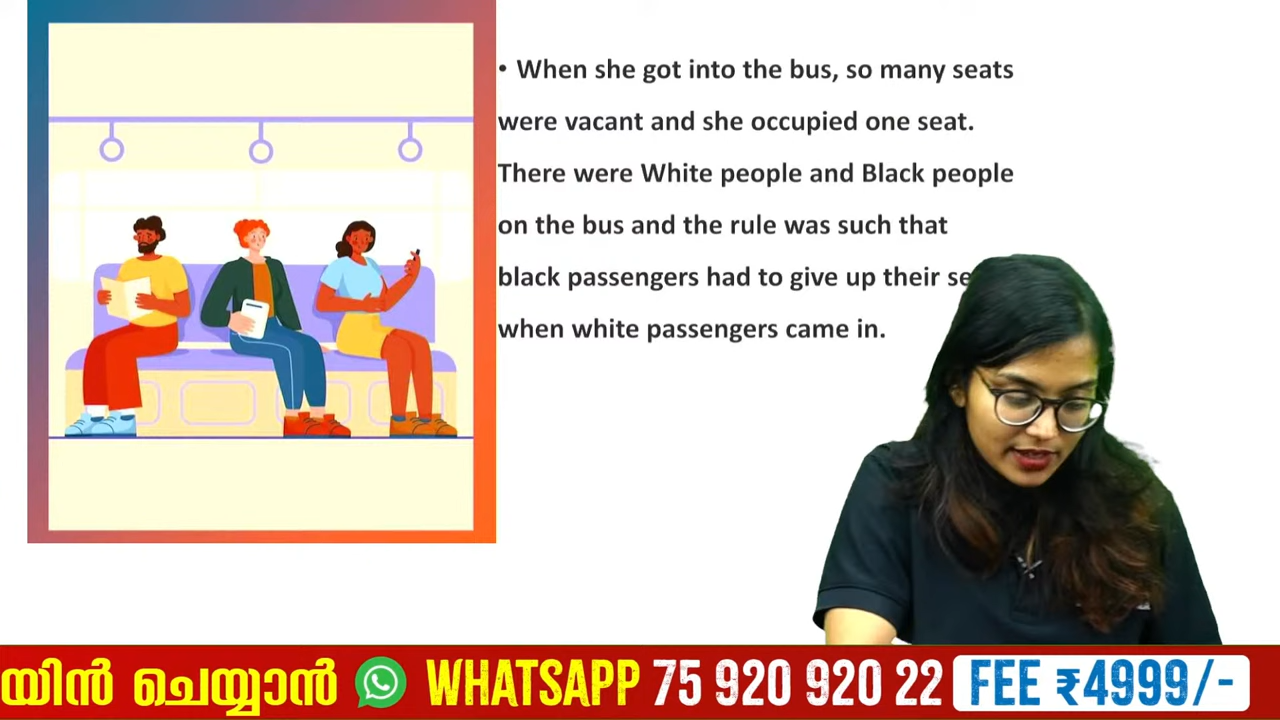 • When she got into the bus, so many seats
were vacant and she occupied one seat.
There were White people and Black people
on the bus and the rule was such that
black passengers had to give up their
when white passengers came in.
യിൻ ചെയ്യാൻ WHATSAPP 75 920 920 22 FEE ₹4999/-